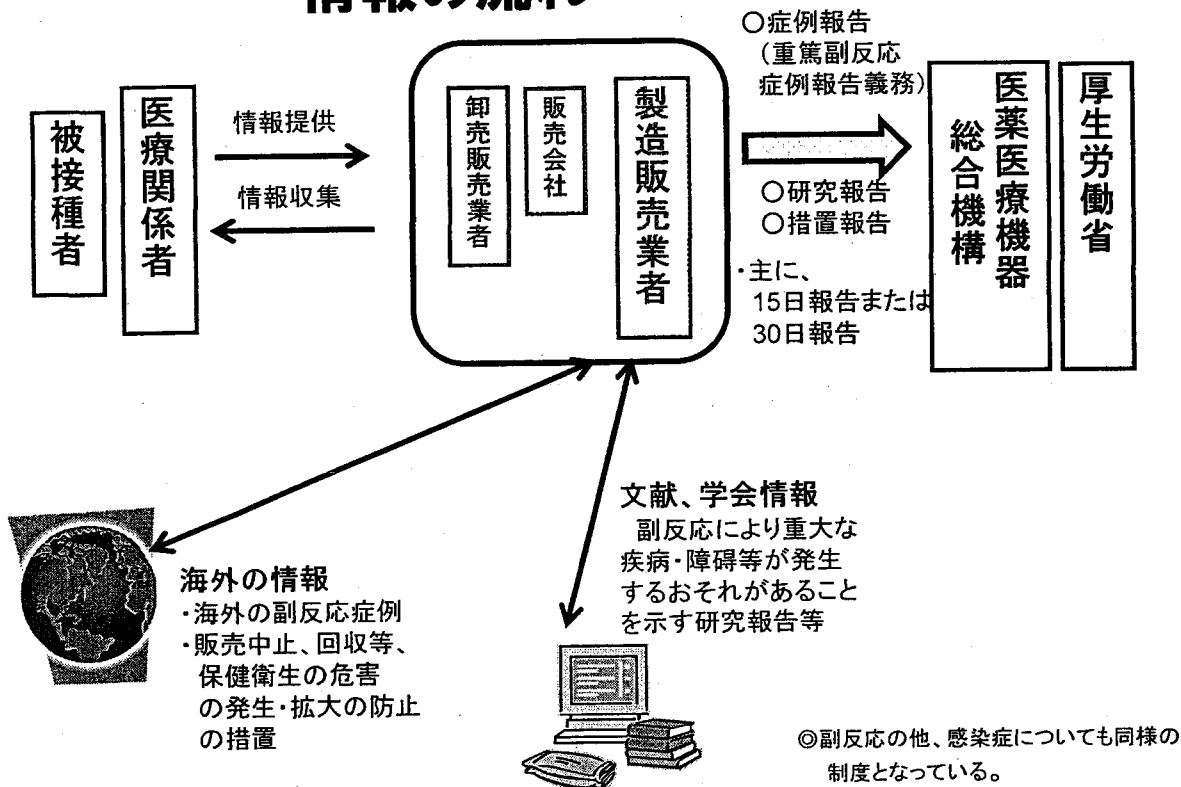 情報の流れ
被接種者
医療関係者
情報提供
情報収集
卸売販売業者
販売会社
製造販売業者
〇症例報告
(重篤副反応
症例報告義務)
〇研究報告
〇措置報告
・主に、
15日報告または
30日報告
医薬医療機器
総合機構
厚生労働省
海外の情報
・海外の副反応症例
・販売中止、回収等、
保健衛生の危害
の発生・拡大の防止
の措置
文献、学会情報
副反応により重大な
疾病・障碍等が発生
するおそれがあること
を示す研究報告等
◎副反応の他、感染症についても同様の
制度となっている。